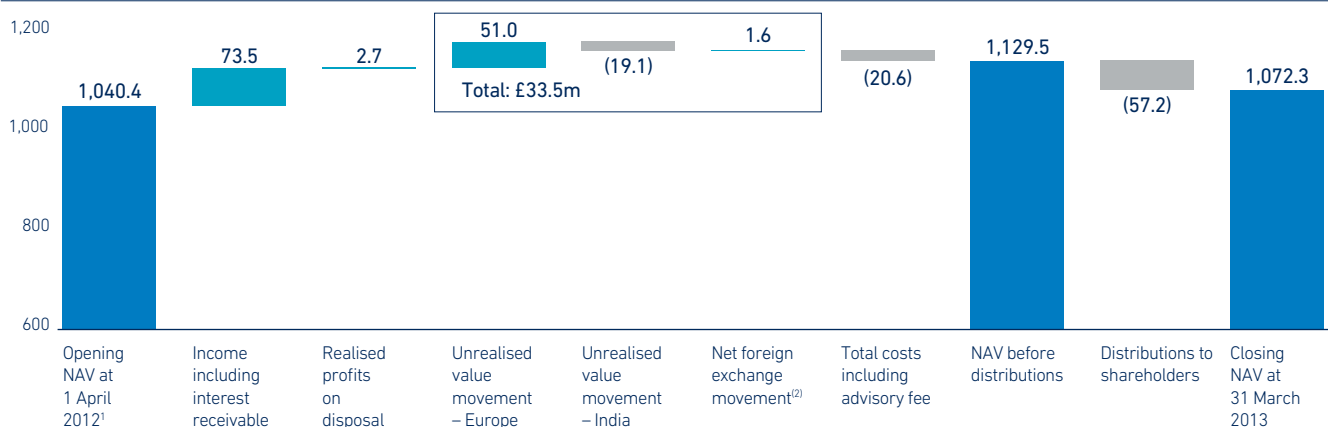 1,200
1,000
800
600
1,040.4
73.5
2.7
51.0
(19.1)
1.6
Total: £33.5m
(20.6)
1,129.5
(57.2)
1,072.3
Opening
NAV at
1 April
2012¹
Income
including
interest
receivable
Realised
profits
on
disposal
Unrealised
value
movement
– Europe
Unrealised
value
movement
– India
Net foreign
exchange
movement⁽²⁾
Total costs
including
advisory fee
NAV before
distributions
Distributions to
shareholders
Closing
NAV at
31 March
2013